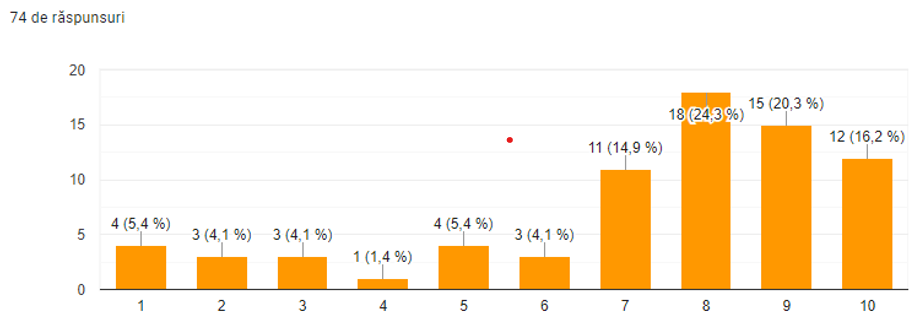 74 de răspunsuri
20
15
10
5
0
4 (5,4 %)
3 (4,1 %)
3 (4,1 %)
1 (1,4 %)
4 (5,4 %)
3 (4,1 %)
11 (14,9 %)
18 (24,3 %)
15 (20,3 %)
12 (16,2 %)
1 2 3 4 5 6 7 8 9 10